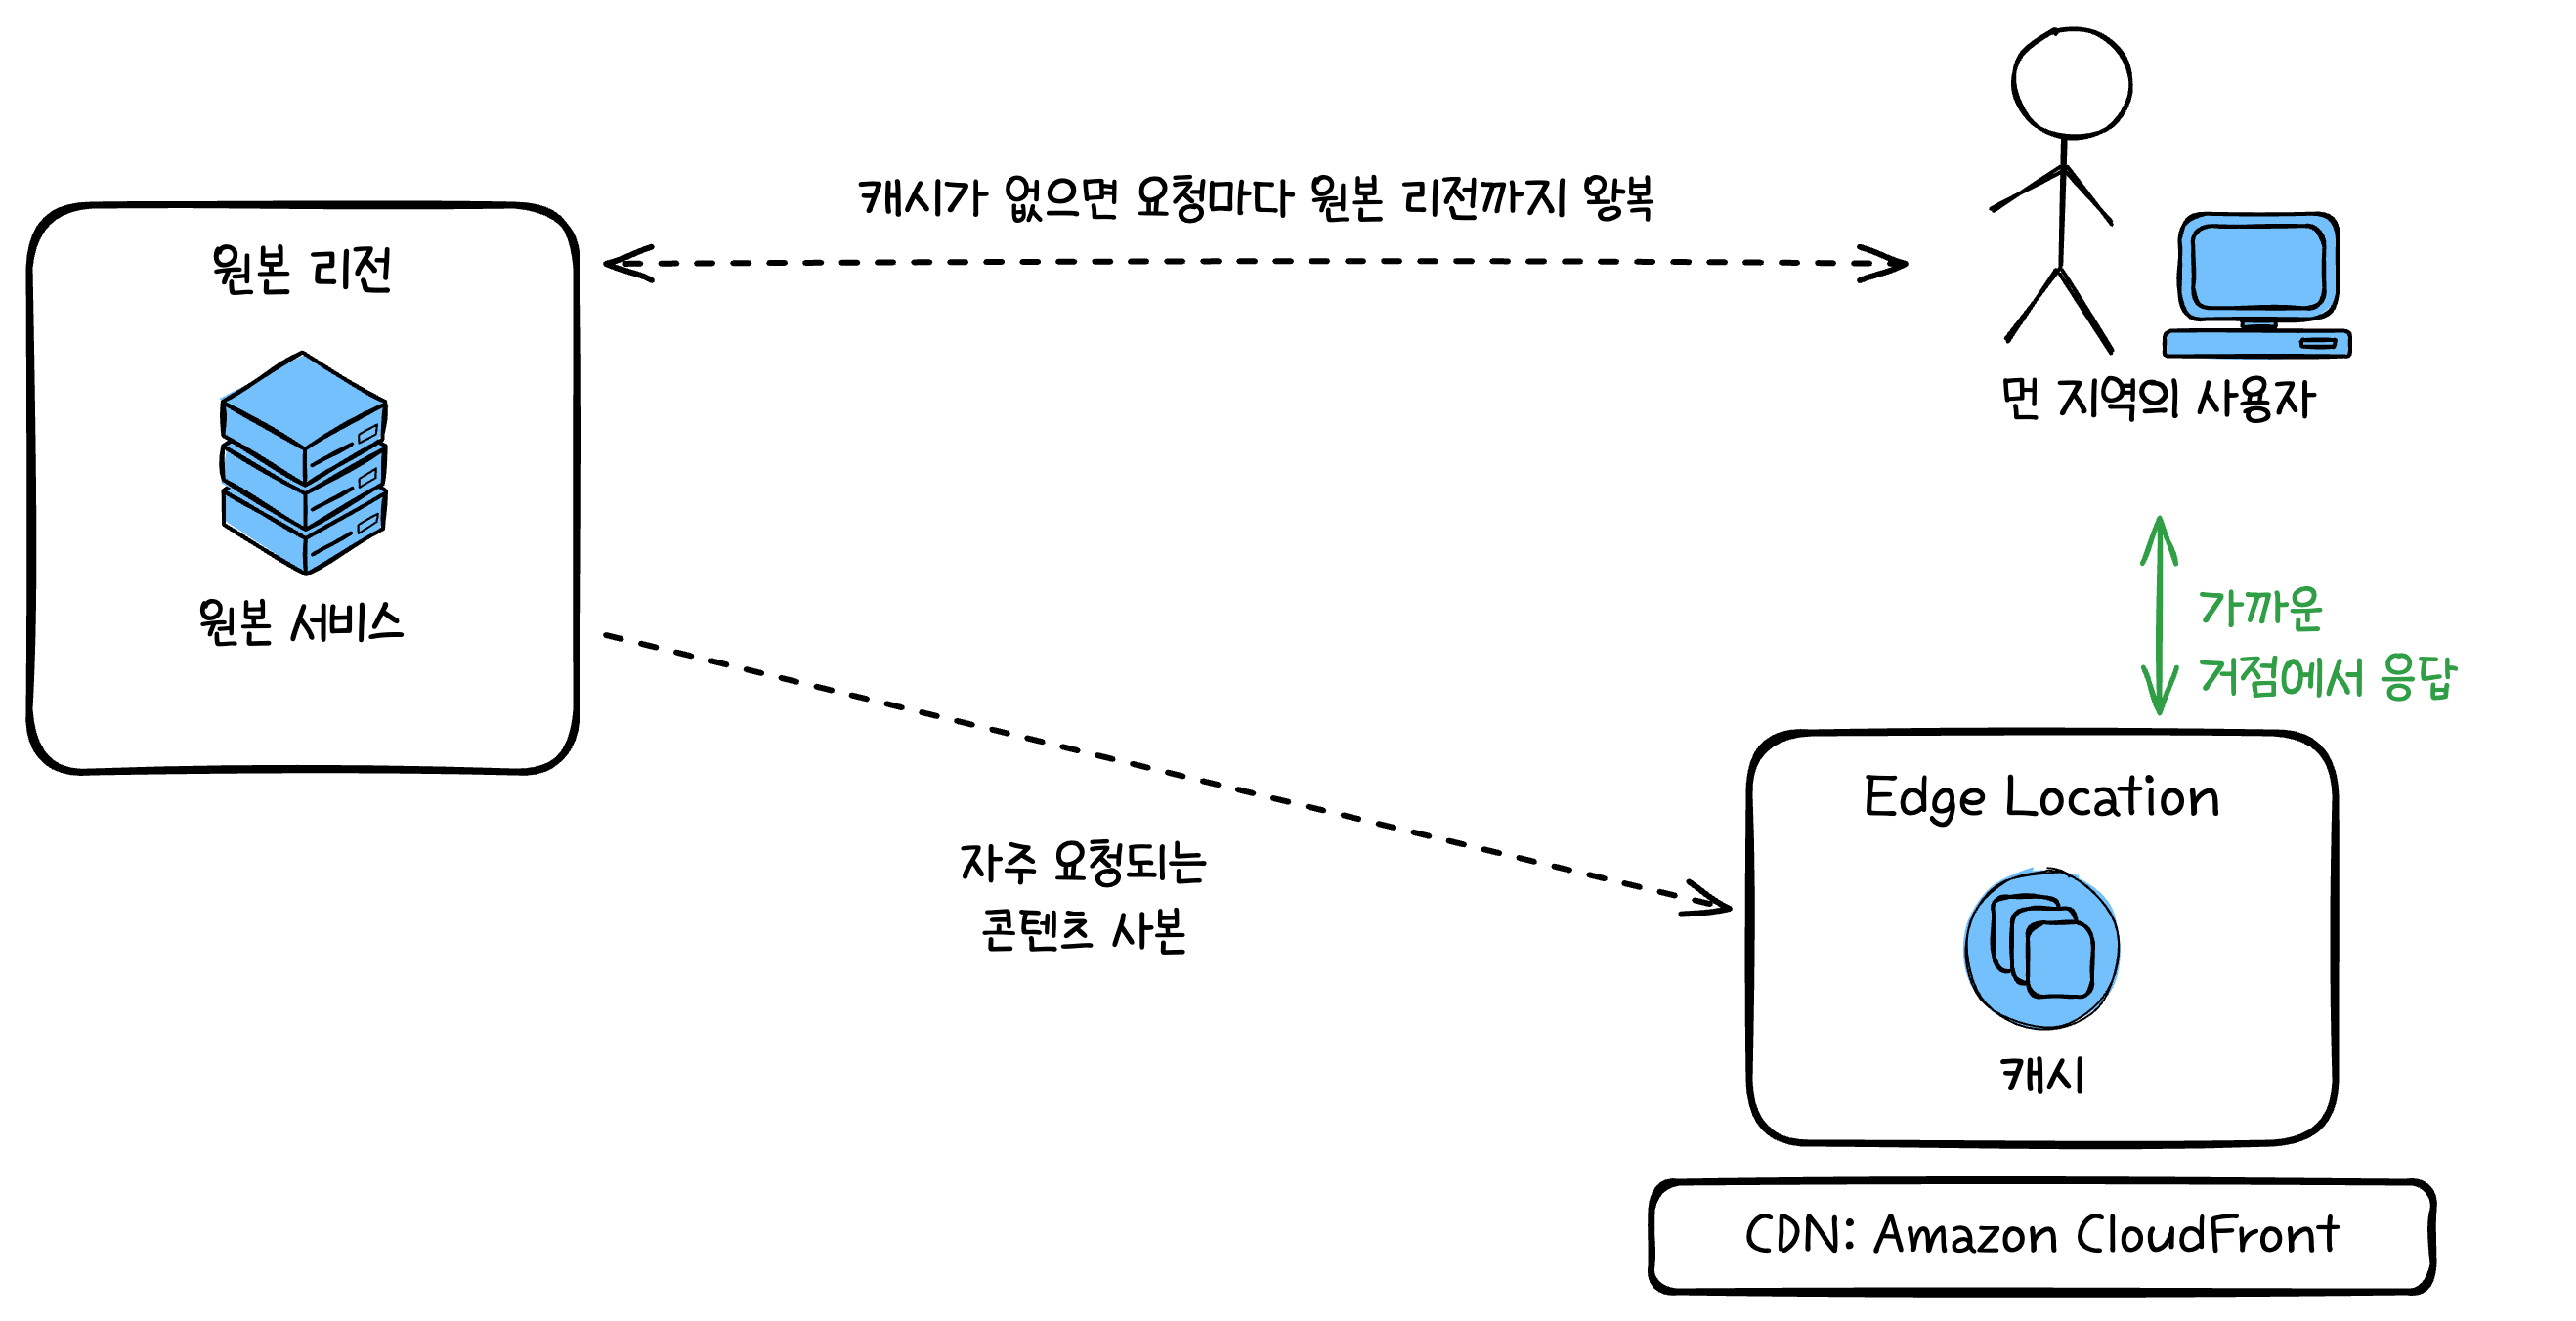 캐시가 없으면 요청마다 원본 리전까지 왕복
원본 리전
원본 서비스
먼 지역의 사용자
가까운
거점에서 응답
자주 요청되는
콘텐츠 사본
Edge Location
캐시
CDN: Amazon CloudFront